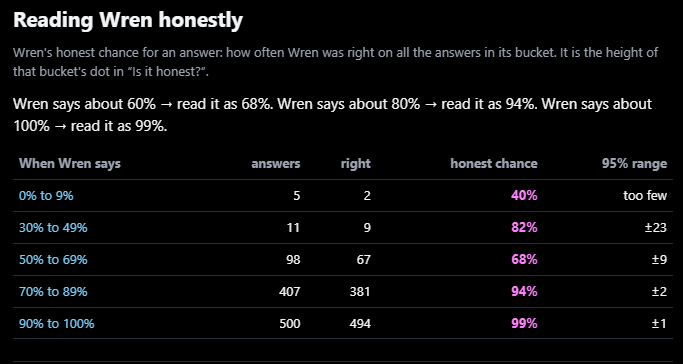 Reading Wren honestly
Wren's honest chance for an answer: how often Wren was right on all the answers in its bucket. It is the height of
that bucket's dot in “Is it honest?”.
Wren says about 60% → read it as 68%. Wren says about 80% → read it as 94%. Wren says about
100% → read it as 99%.
When Wren says answers right honest chance 95% range
0% to 9% 5 2 40% too few
30% to 49% 11 9 82% ±23
50% to 69% 98 67 68% ±9
70% to 89% 407 381 94% ±2
90% to 100% 500 494 99% ±1